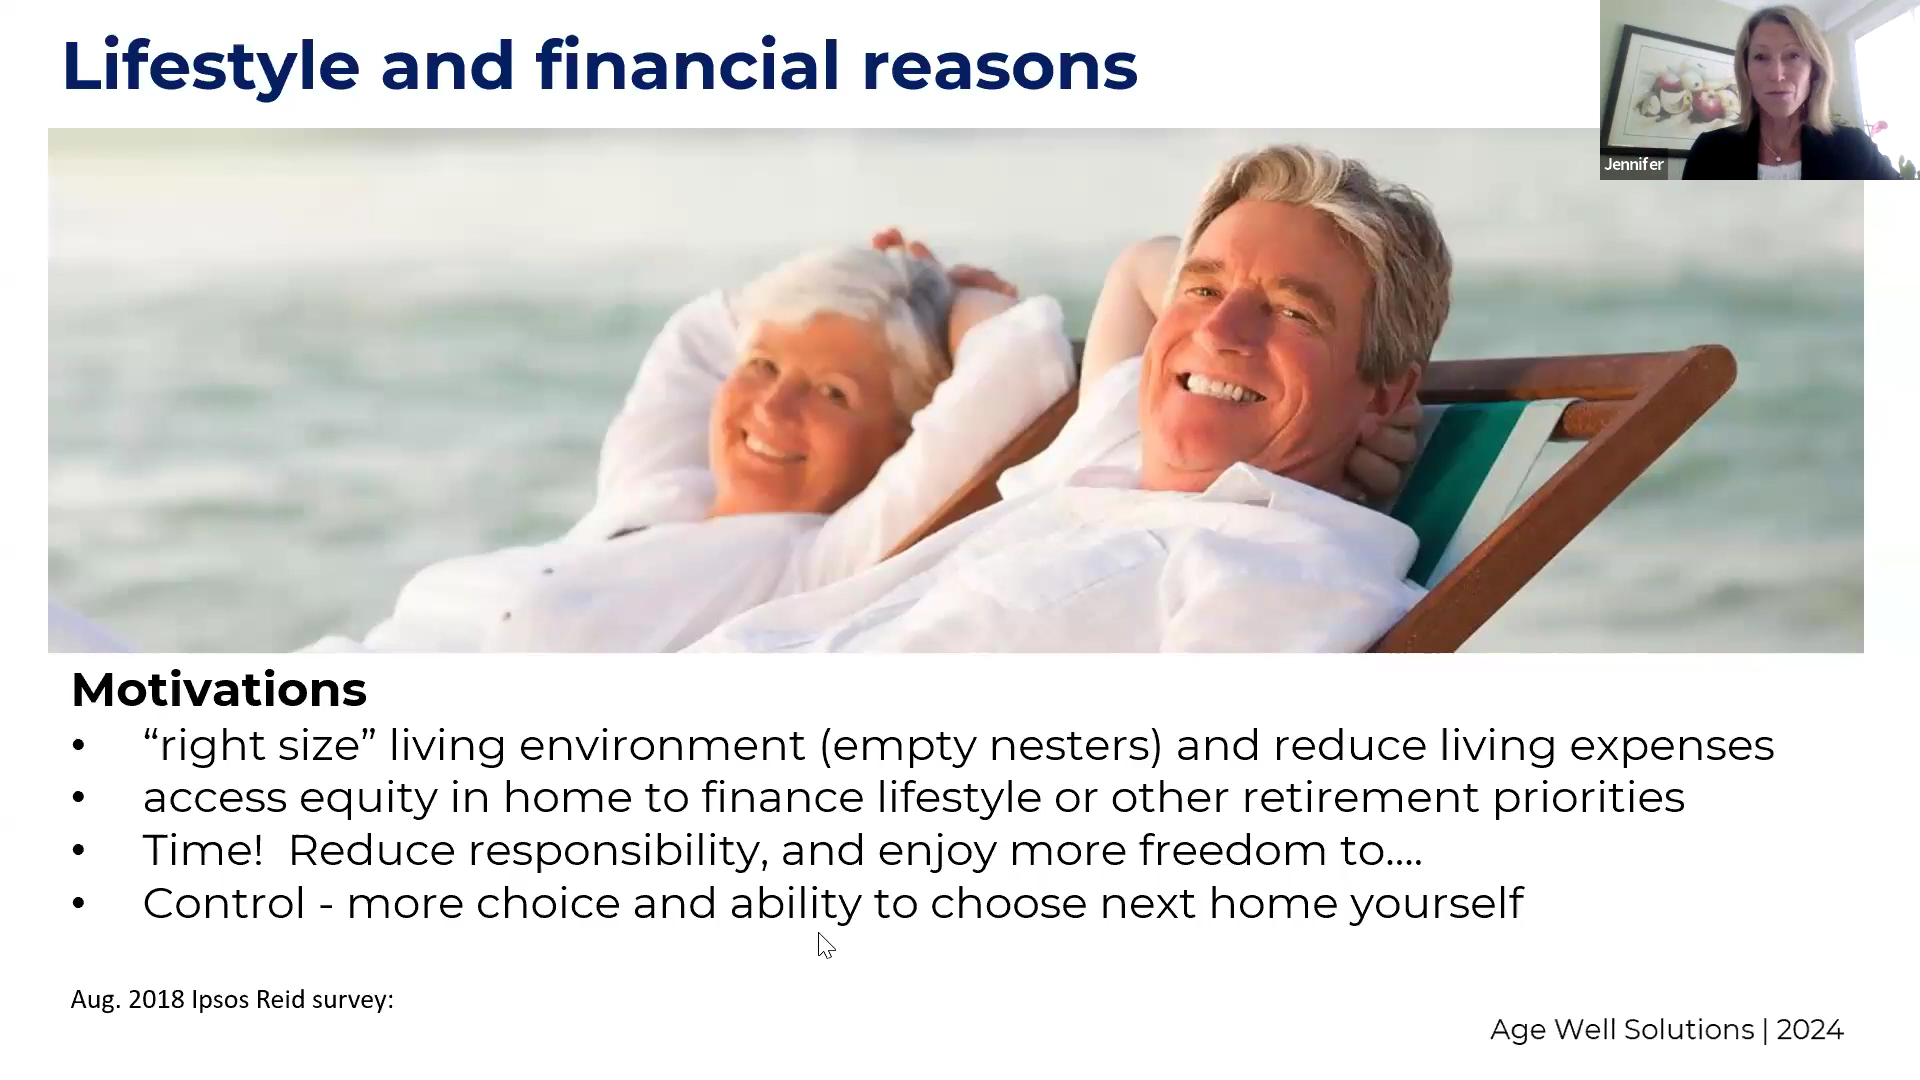 Lifestyle and financial reasons
Jennifer
Motivations
• “right size” living environment (empty nesters) and reduce living expenses
• access equity in home to finance lifestyle or other retirement priorities
• Time!  Reduce responsibility, and enjoy more freedom to....
• Control - more choice and ability to choose next home yourself
Aug. 2018 Ipsos Reid survey:
Age Well Solutions | 2024